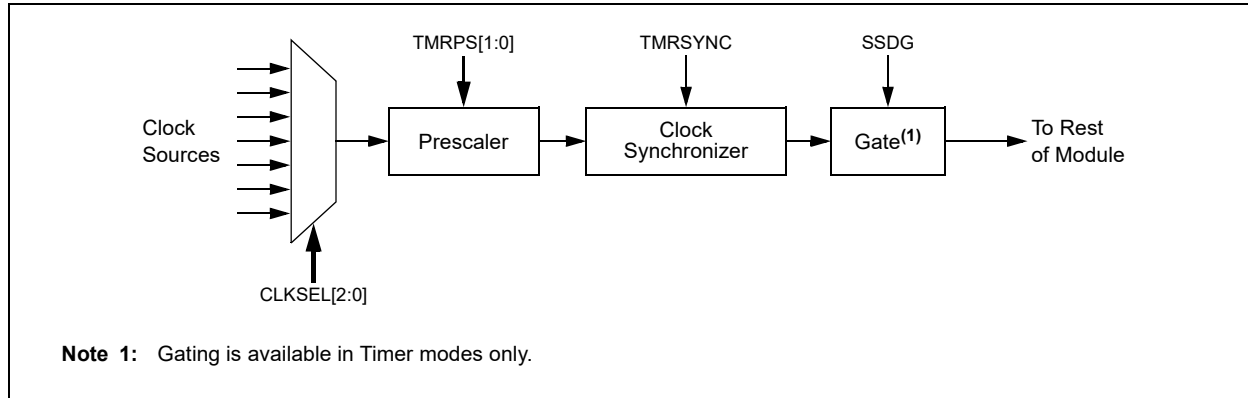 TMRPS[1:0]
TMRSYNC
SSDG
Clock
Sources
Prescaler
Clock
Synchronizer
Gate(1)
To Rest
of Module
CLKSEL[2:0]
Note 1: Gating is available in Timer modes only.